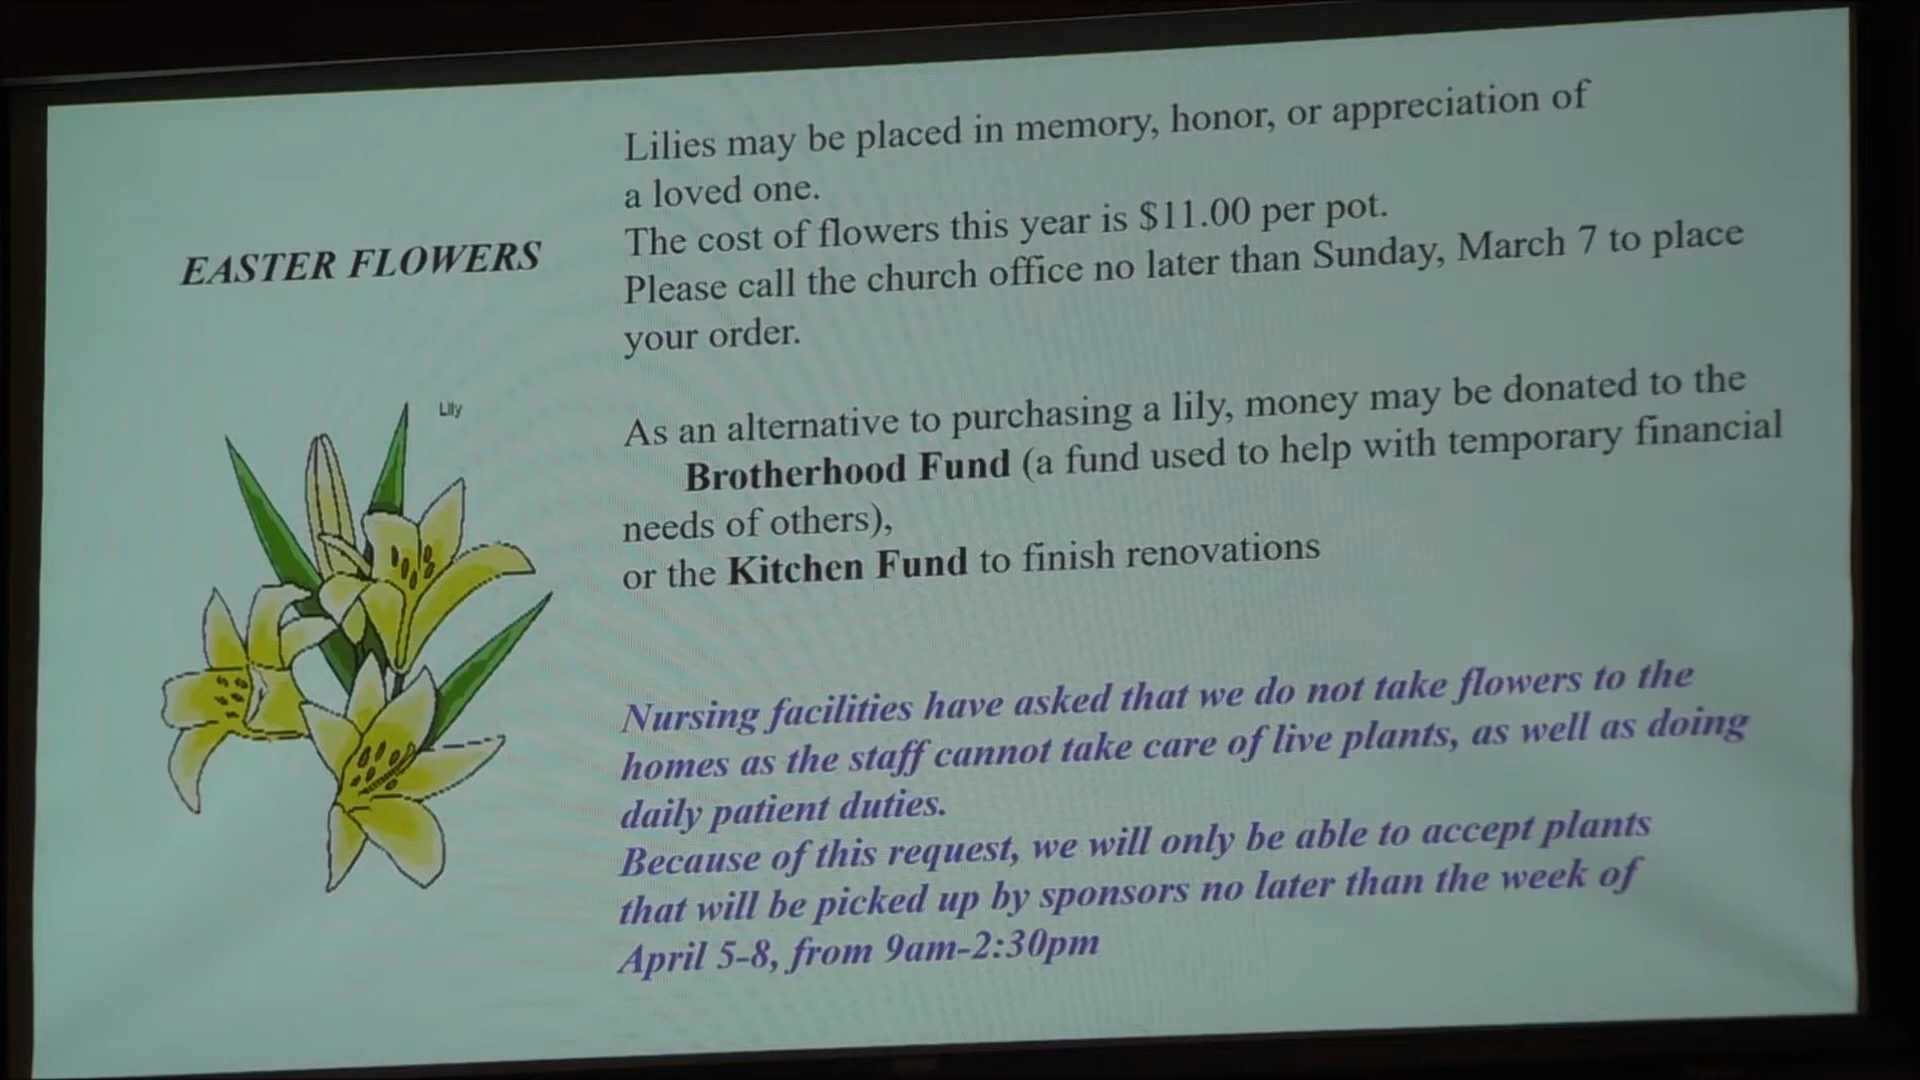 EASTER FLOWERS
Lily
Lilies may be placed in memory, honor, or appreciation of
a loved one.
The cost of flowers this year is $11.00 per pot.
Please call the church office no later than Sunday, March 7 to place
your order.
As an alternative to purchasing a lily, money may be donated to the
Brotherhood Fund (a fund used to help with temporary financial
needs of others),
or the Kitchen Fund to finish renovations
Nursing facilities have asked that we do not take flowers to the
homes as the staff cannot take care of live plants, as well as doing
daily patient duties.
Because of this request, we will only be able to accept plants
that will be picked up by sponsors no later than the week of
April 5-8, from 9am-2:30pm